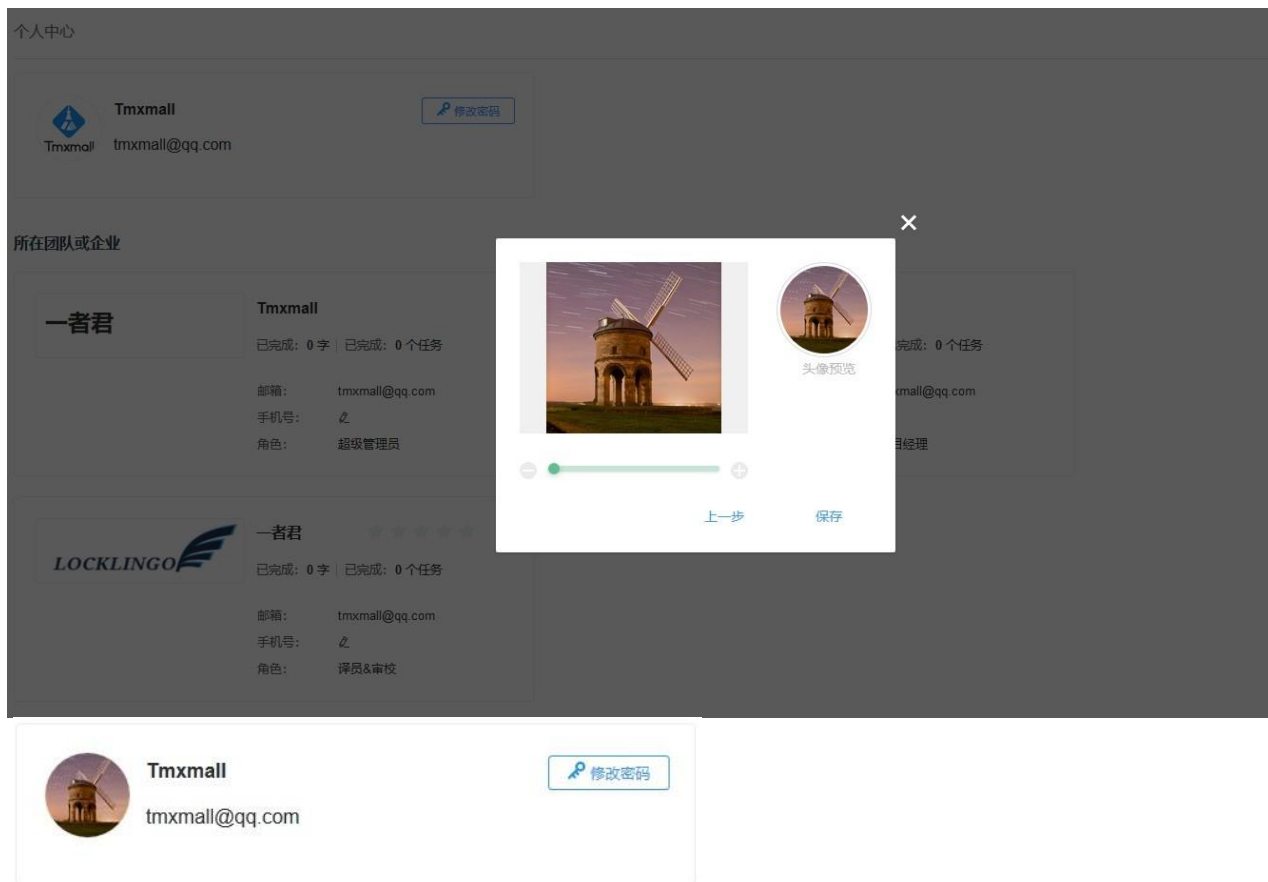 个人中心
Tmxmall
修改密码
Tmxmall
tmxmall@qq.com
所在团队或企业
一者君
Tmxmall
已完成：0 字 | 已完成：0 个任务
邮箱：
tmxmall@qq.com
手机号：
角色：
超级管理员
头像预览
完成：0 个任务
mall@qq.com
经理
上一步
保存
LOCKLINGO
一者君
已完成：0 字 | 已完成：0 个任务
邮箱：
tmxmall@qq.com
手机号：
角色：
译员&审校
Tmxmall
修改密码
tmxmall@qq.com